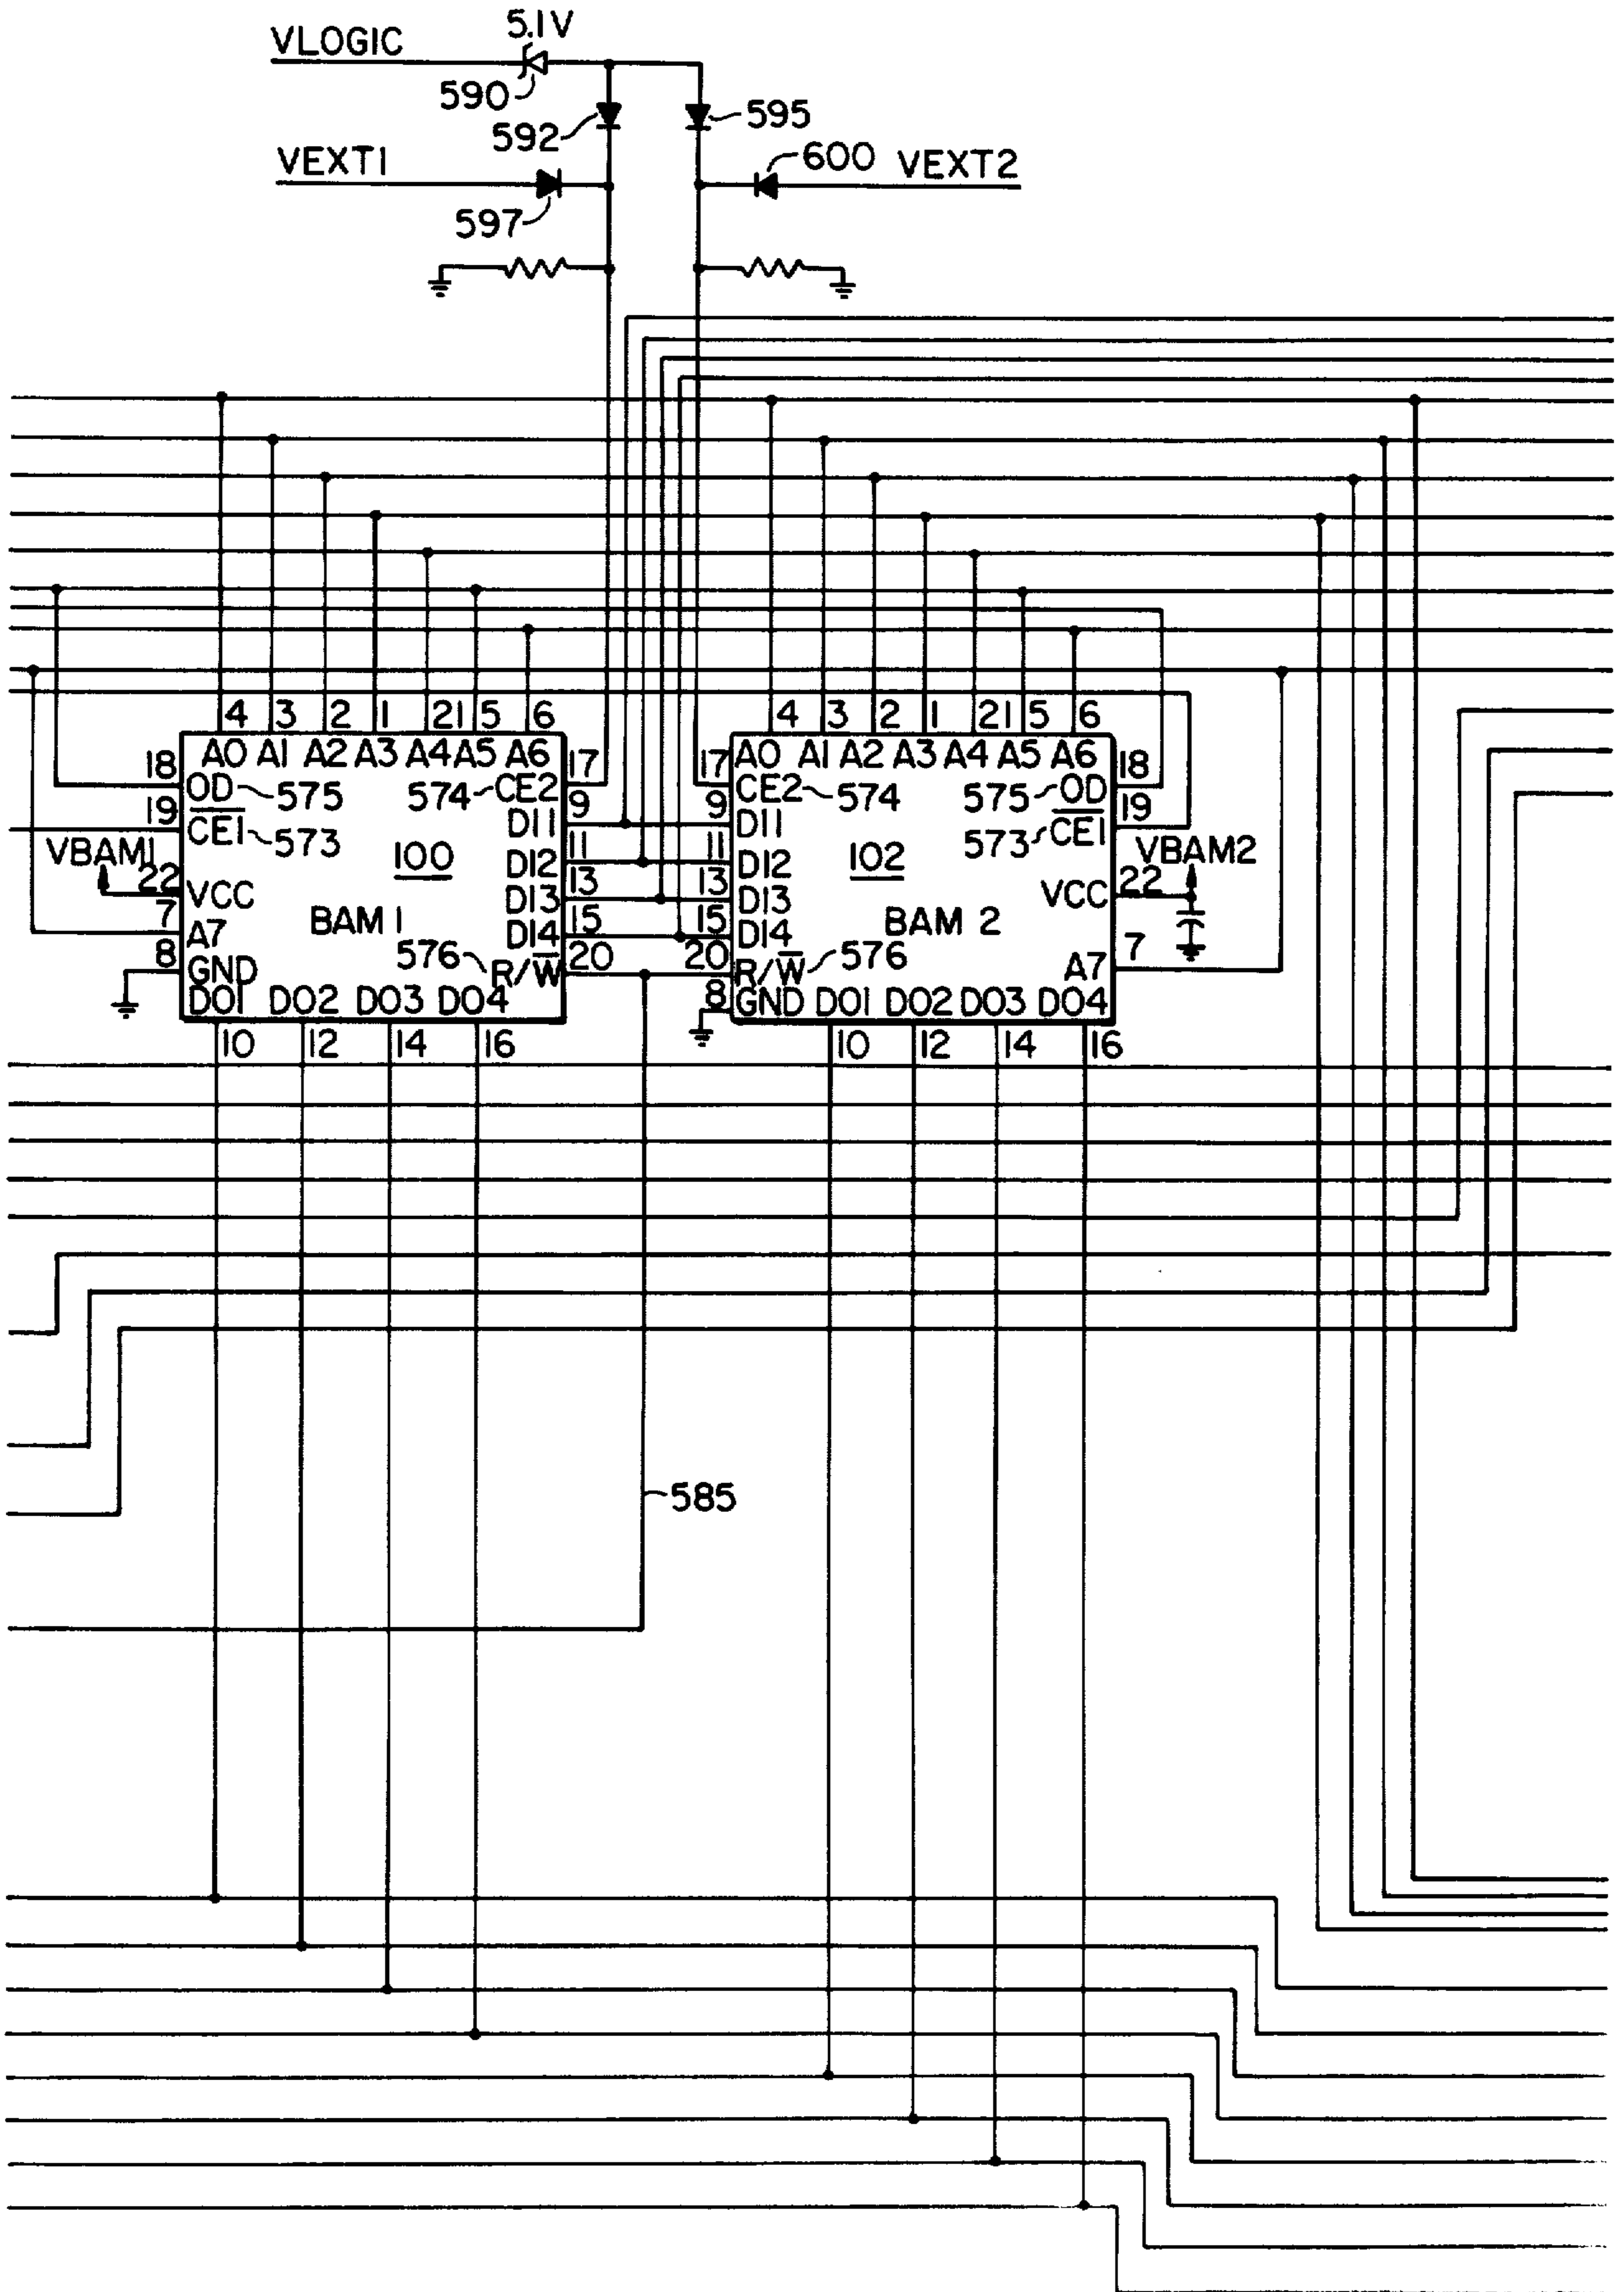 5.1V
VLOGIC
590
592
595
VEXT1
597
600
VEXT2
4 3 2 1 21 5 6
A0 A1 A2 A3 A4 A5 A6
18 OD 575
19 CE1 573
VBAM1
22 VCC
7 A7
8 GND
100
BAM 1
574 CE2 17
DI1 9
DI2 11
DI3 13
DI4 15
576 R/W 20
DO1 DO2 DO3 DO4
10 12 14 16
4 3 2 1 21 5 6
A0 A1 A2 A3 A4 A5 A6
17 CE2 574
9 DI1
11 DI2
13 DI3
15 DI4
20 R/W 576
8 GND
102
BAM 2
575 OD 18
573 CE1 19
VBAM2
VCC 22
A7 7
DO1 DO2 DO3 DO4
10 12 14 16
585